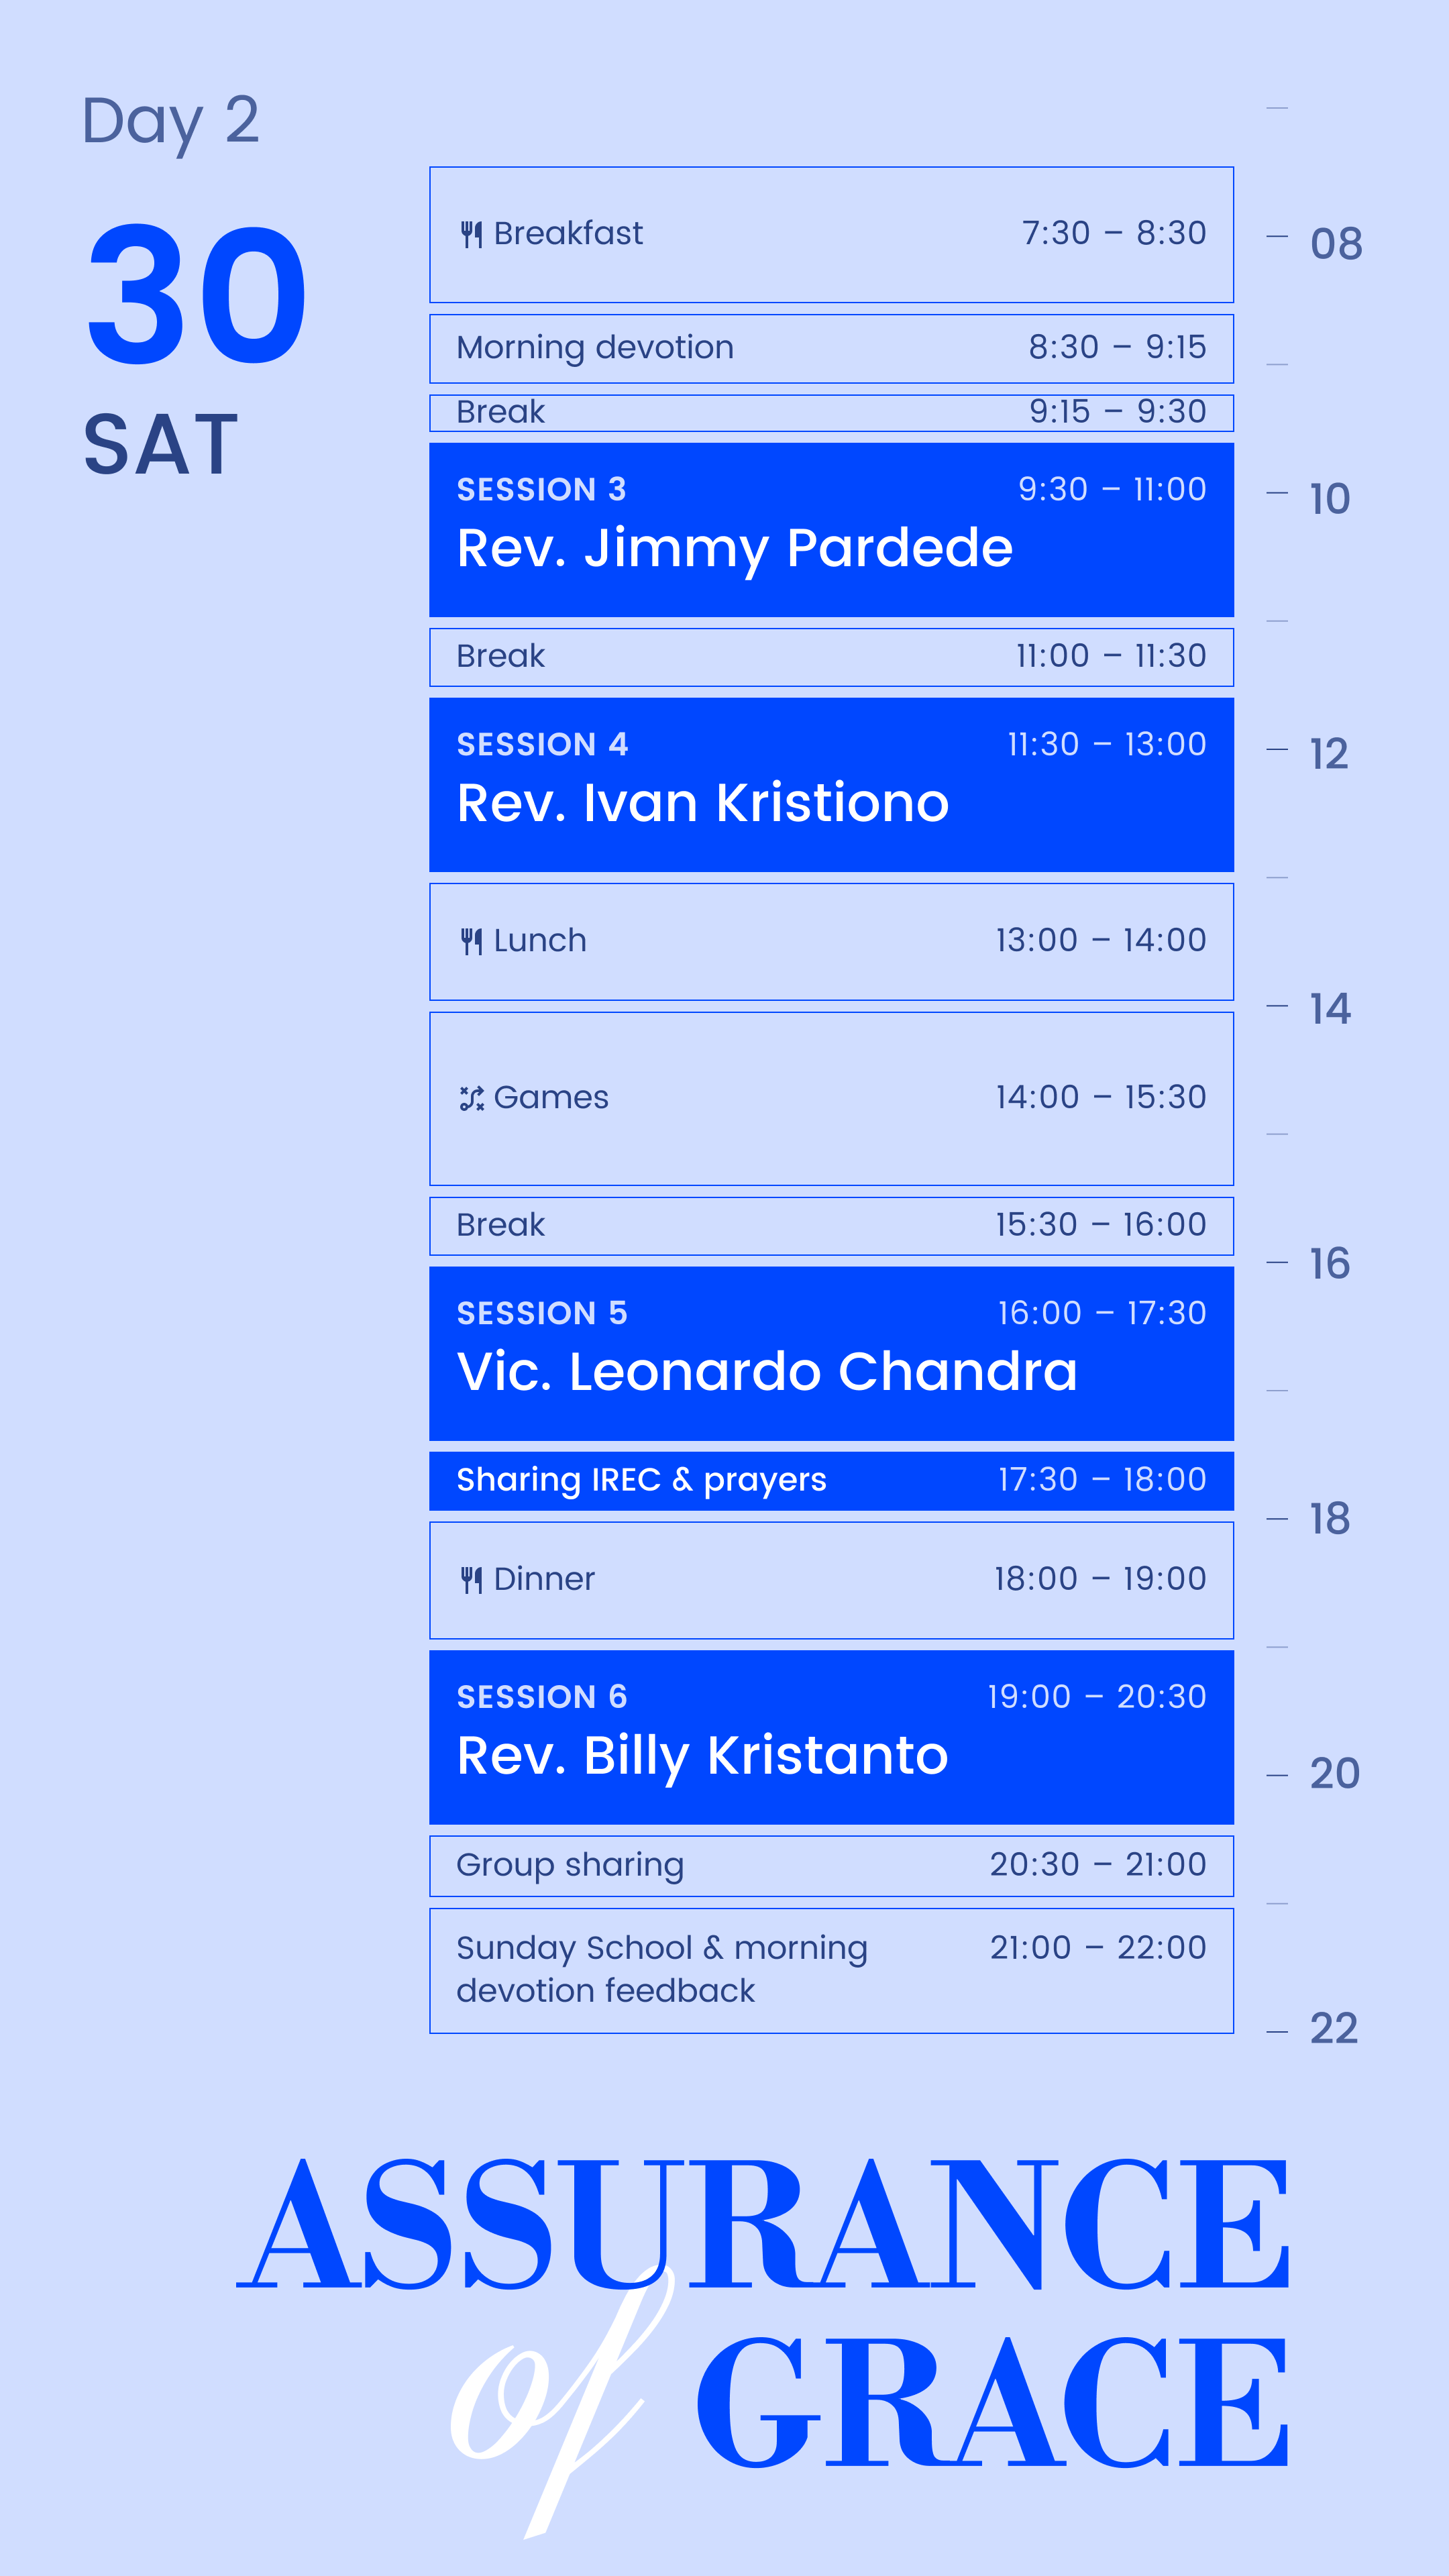 Day 2
30
SAT
Breakfast 7:30 – 8:30
08
Morning devotion 8:30 – 9:15
Break 9:15 – 9:30
SESSION 3 9:30 – 11:00
10
Rev. Jimmy Pardede
Break 11:00 – 11:30
SESSION 4 11:30 – 13:00
12
Rev. Ivan Kristiono
Lunch 13:00 – 14:00
14
Games 14:00 – 15:30
Break 15:30 – 16:00
16
SESSION 5 16:00 – 17:30
Vic. Leonardo Chandra
Sharing IREC & prayers 17:30 – 18:00
18
Dinner 18:00 – 19:00
SESSION 6 19:00 – 20:30
Rev. Billy Kristanto
20
Group sharing 20:30 – 21:00
Sunday School & morning 21:00 – 22:00
devotion feedback
22
ASSURANCE
of GRACE